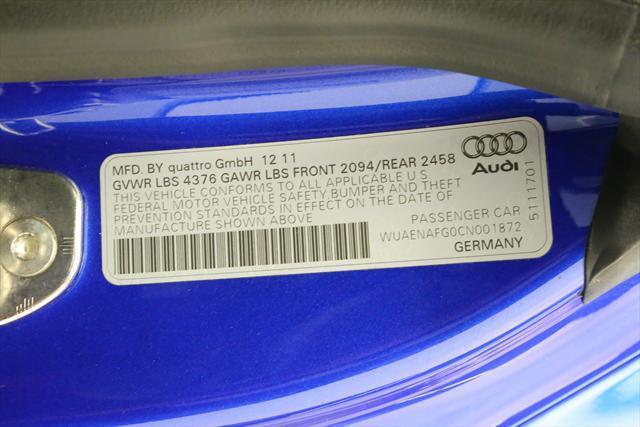 MFD. BY quattro GmbH 12 11
GVWR LBS 4376 GAWR LBS FRONT 2094/REAR 2458
THIS VEHICLE CONFORMS TO ALL APPLICABLE U S
FEDERAL MOTOR VEHICLE SAFETY BUMPER AND THEFT
PREVENTION STANDARDS IN EFFECT ON THE DATE OF
MANUFACTURE SHOWN ABOVE
Audi
PASSENGER CAR
WUAENAFG0CN001872
GERMANY
5.111701